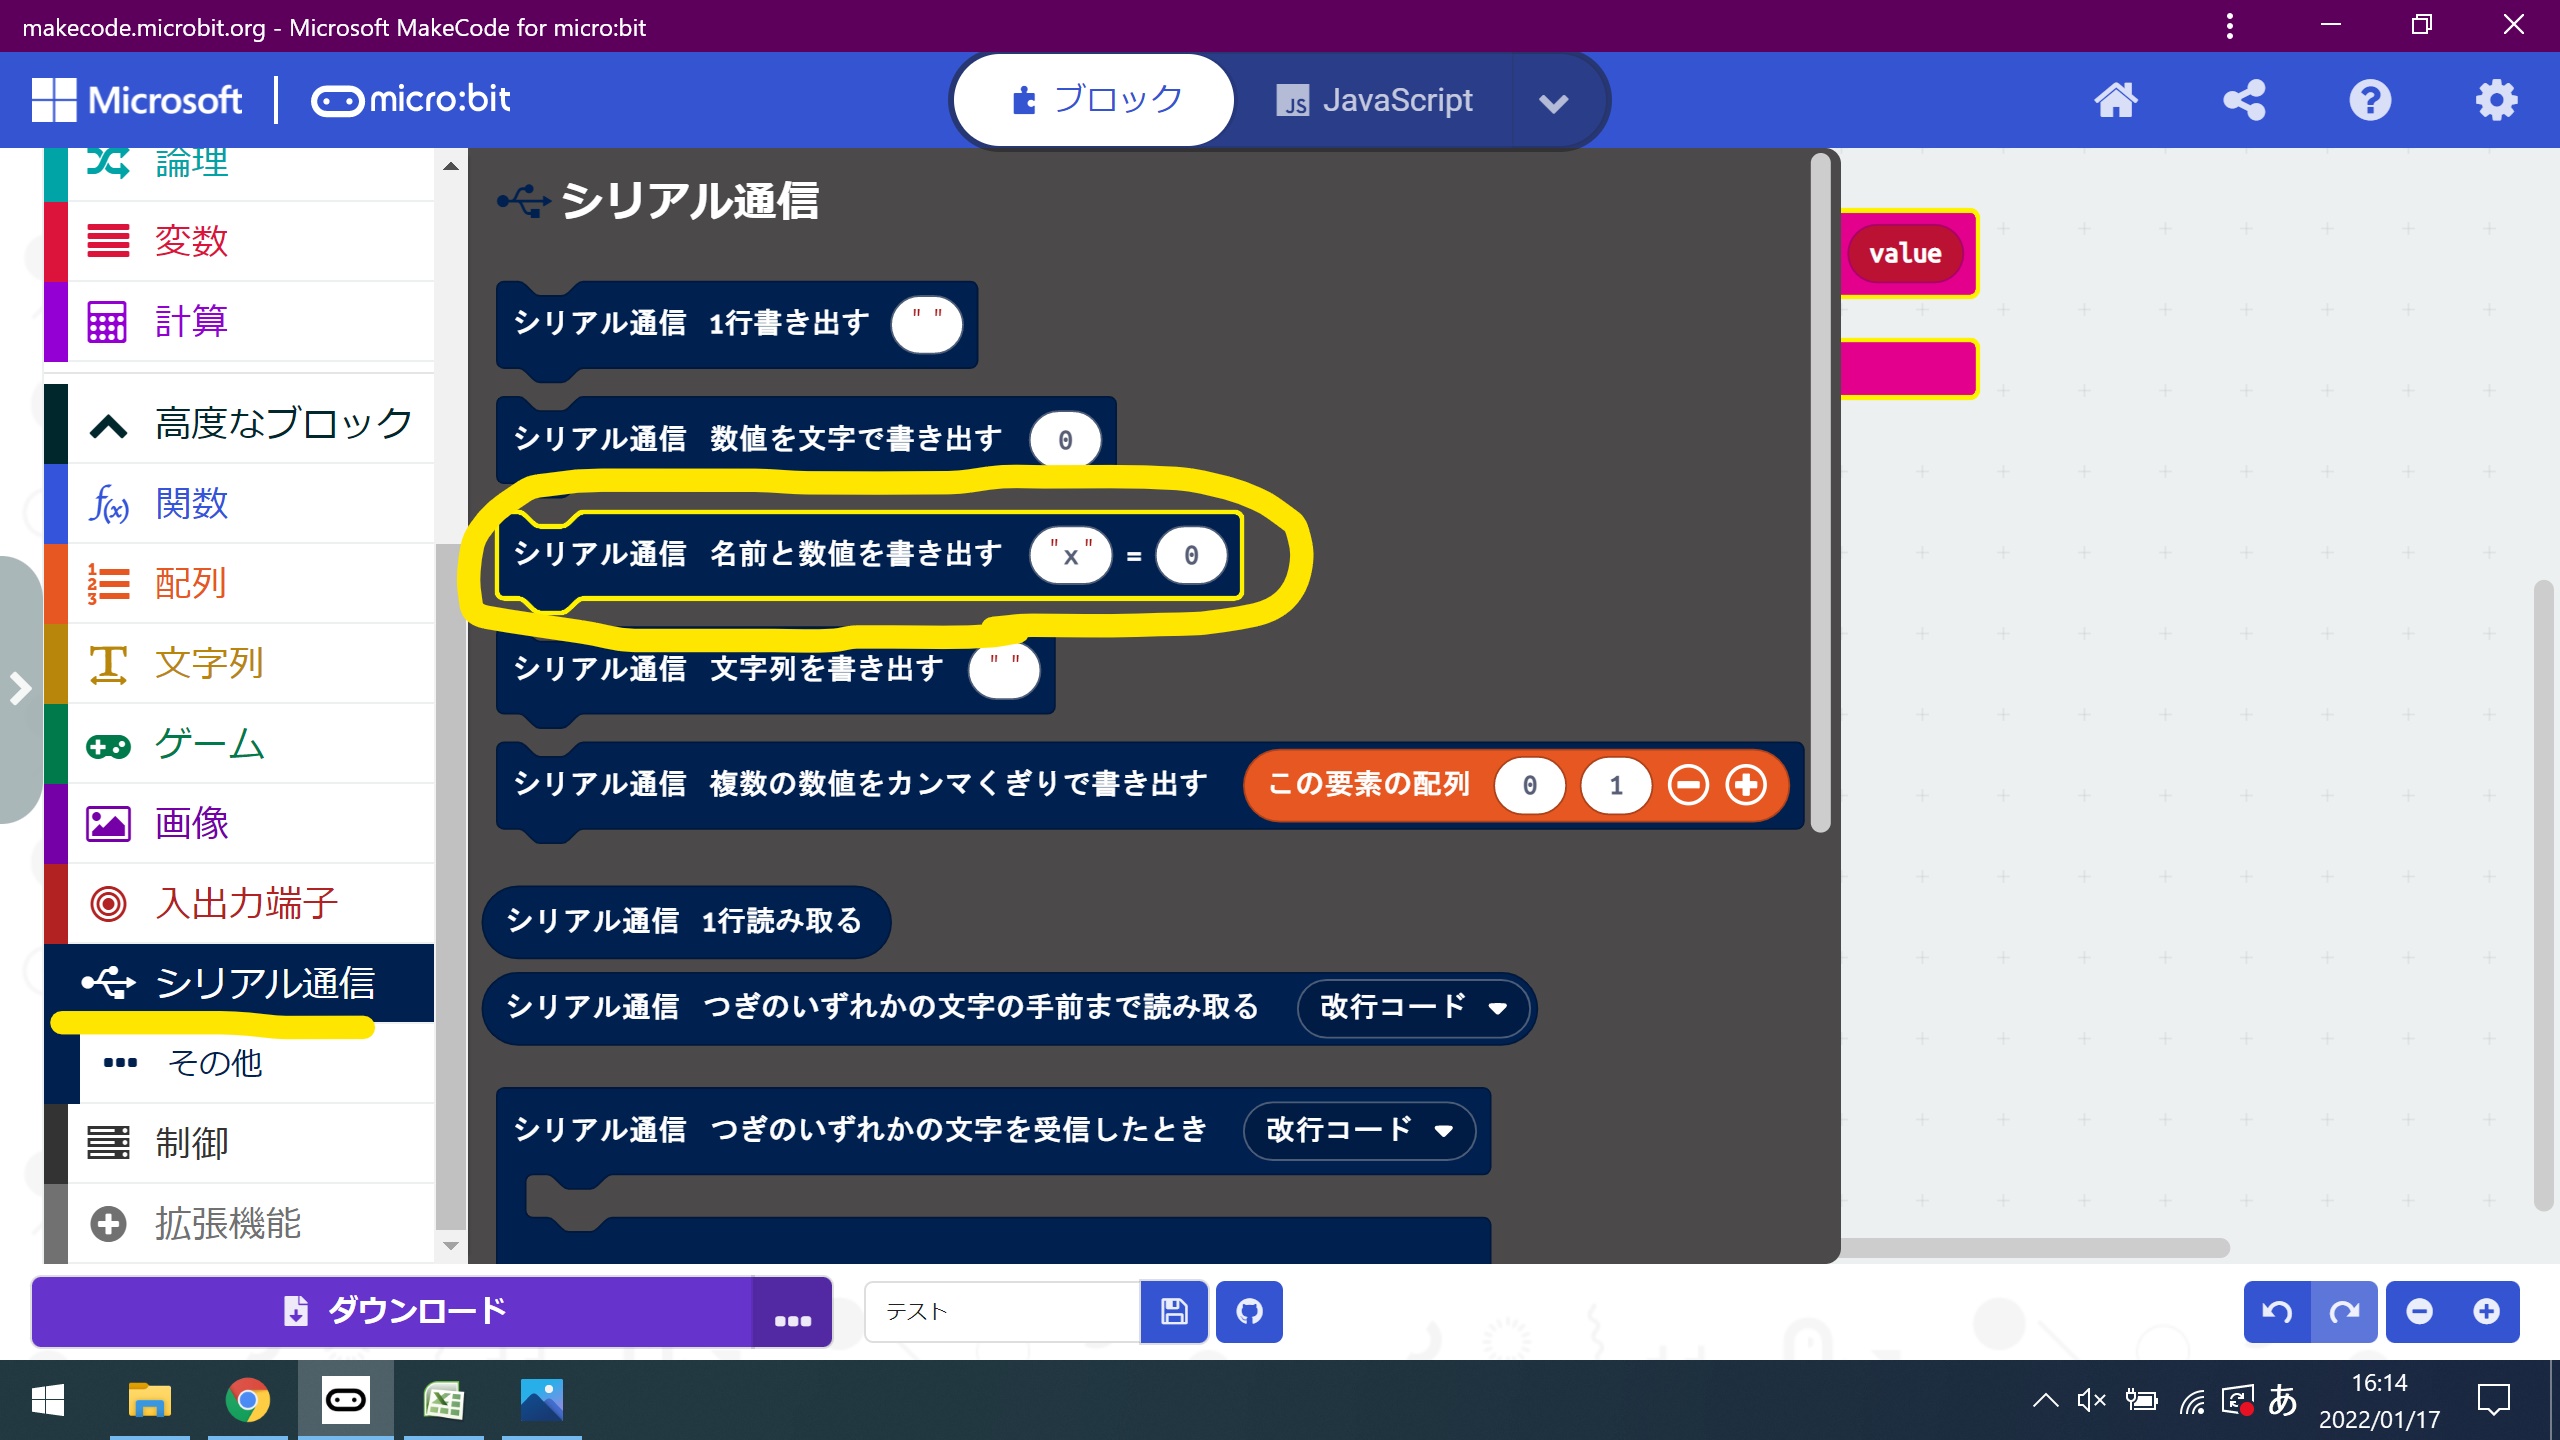 makecode.microbit.org - Microsoft MakeCode for micro:bit
Microsoft
micro:bit
ブロック
JS JavaScript
論理
変数
計算
高度なブロック
関数
配列
文字列
ゲーム
画像
入出力端子
シリアル通信
その他
制御
拡張機能
シリアル通信
シリアル通信 1行書き出す " "
シリアル通信 数値を文字で書き出す 0
シリアル通信 名前と数値を書き出す "x" = 0
シリアル通信 文字列を書き出す " "
シリアル通信 複数の数値をカンマくぎりで書き出す この要素の配列 0 1
シリアル通信 1行読み取る
シリアル通信 つぎのいずれかの文字の手前まで読み取る 改行コード
シリアル通信 つぎのいずれかの文字を受信したとき 改行コード
value
ダウンロード
テスト
あ
16:14
2022/01/17